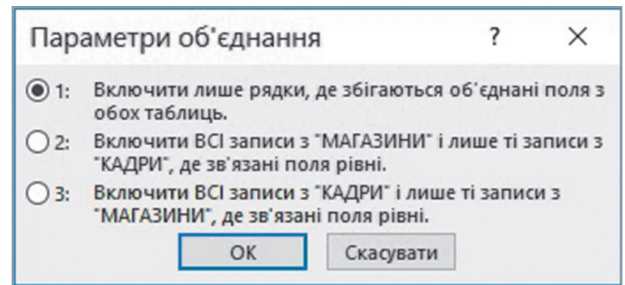 Параметри об'єднання ? ×
1: Включити лише рядки, де збігаються об'єднані поля з
обох таблиць.
2: Включити ВСІ записи з "МАГАЗИНИ" і лише ті записи з
"КАДРИ", де зв'язані поля рівні.
3: Включити ВСІ записи з "КАДРИ" і лише ті записи з
"МАГАЗИНИ", де зв'язані поля рівні.
ОК Скасувати